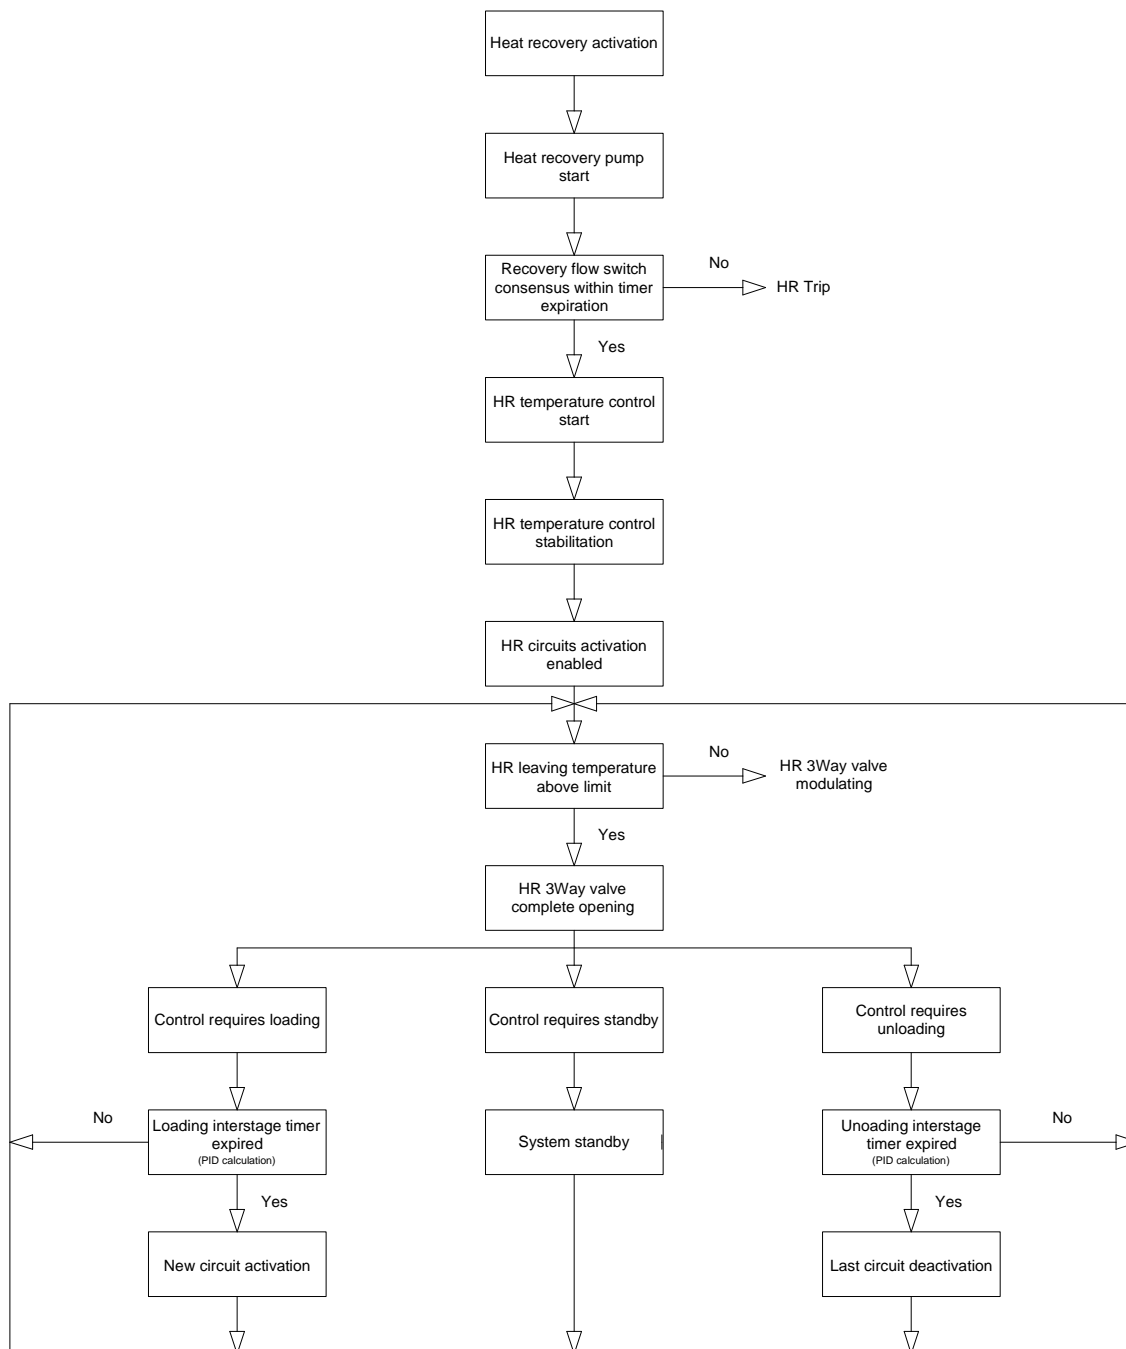 Heat recovery activation
Heat recovery pump
start
Recovery flow switch
consensus within timer
expiration
No
HR Trip
Yes
HR temperature control
start
HR temperature control
stabilitation
HR circuits activation
enabled
HR leaving temperature
above limit
No
HR 3Way valve
modulating
Yes
HR 3Way valve
complete opening
Control requires loading
Control requires standby
Control requires
unloading
No
Loading interstage timer
expired
(PID calculation)
System standby
Unoading interstage
timer expired
(PID calculation)
No
Yes
Yes
New circuit activation
Last circuit deactivation